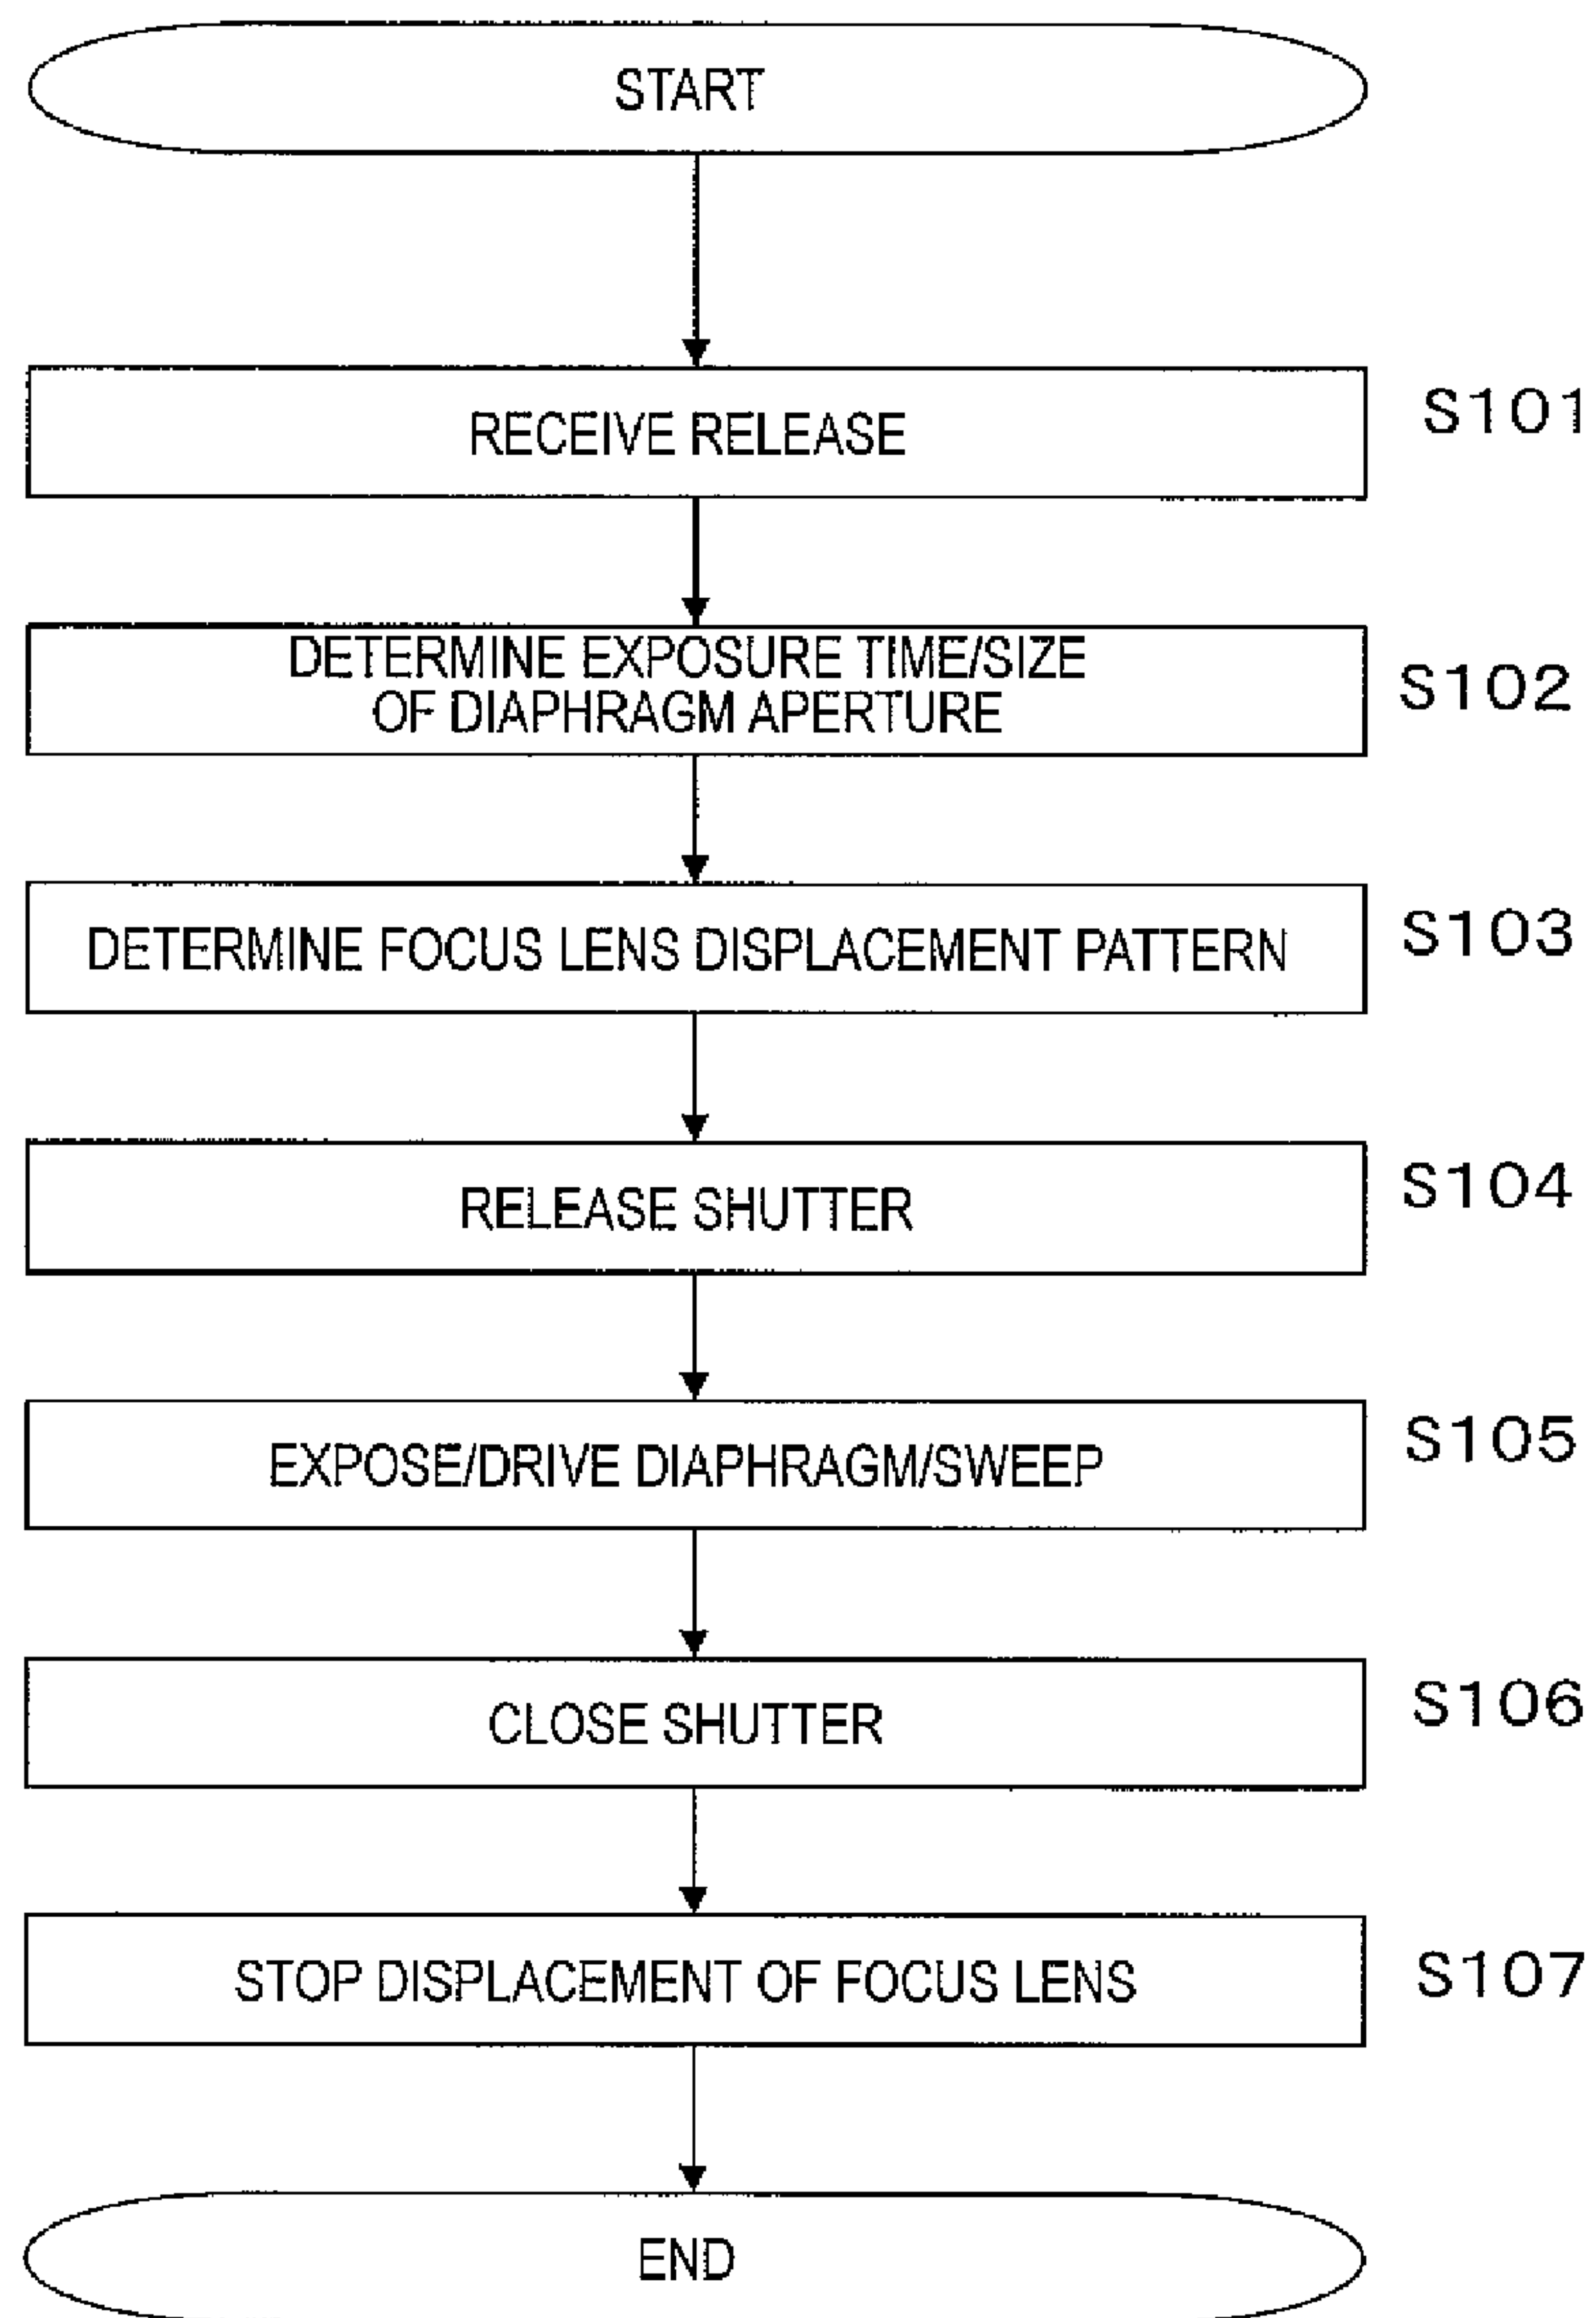 START
RECEIVE RELEASE
S101
DETERMINE EXPOSURE TIME/SIZE
OF DIAPHRAGM APERTURE
S102
DETERMINE FOCUS LENS DISPLACEMENT PATTERN
S103
RELEASE SHUTTER
S104
EXPOSE/DRIVE DIAPHRAGM/SWEEP
S105
CLOSE SHUTTER
S106
STOP DISPLACEMENT OF FOCUS LENS
S107
END